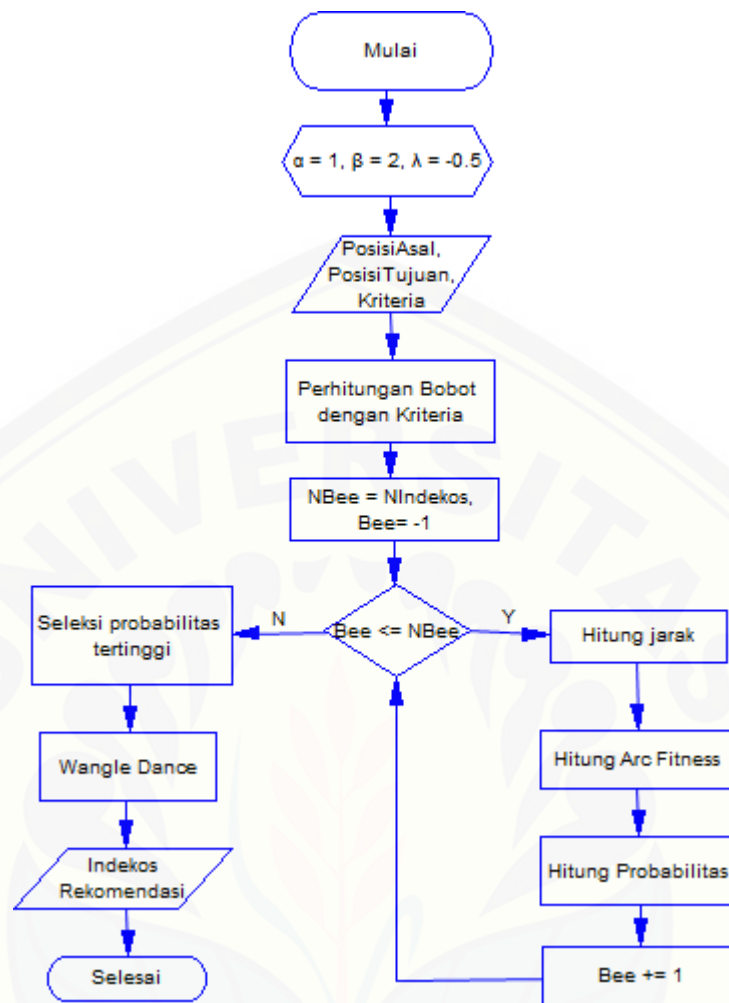 Mulai
α = 1, β = 2, λ = -0.5
PosisiAsal,
PosisiTujuan,
Kriteria
Perhitungan Bobot
dengan Kriteria
NBee = NIndekos,
Bee= -1
Bee <= NBee
Y
Hitung jarak
Hitung Arc Fitness
Hitung Probabilitas
Bee += 1
N
Seleksi probabilitas
tertinggi
Wangle Dance
Indekos
Rekomendasi
Selesai
UNIVERSITAS